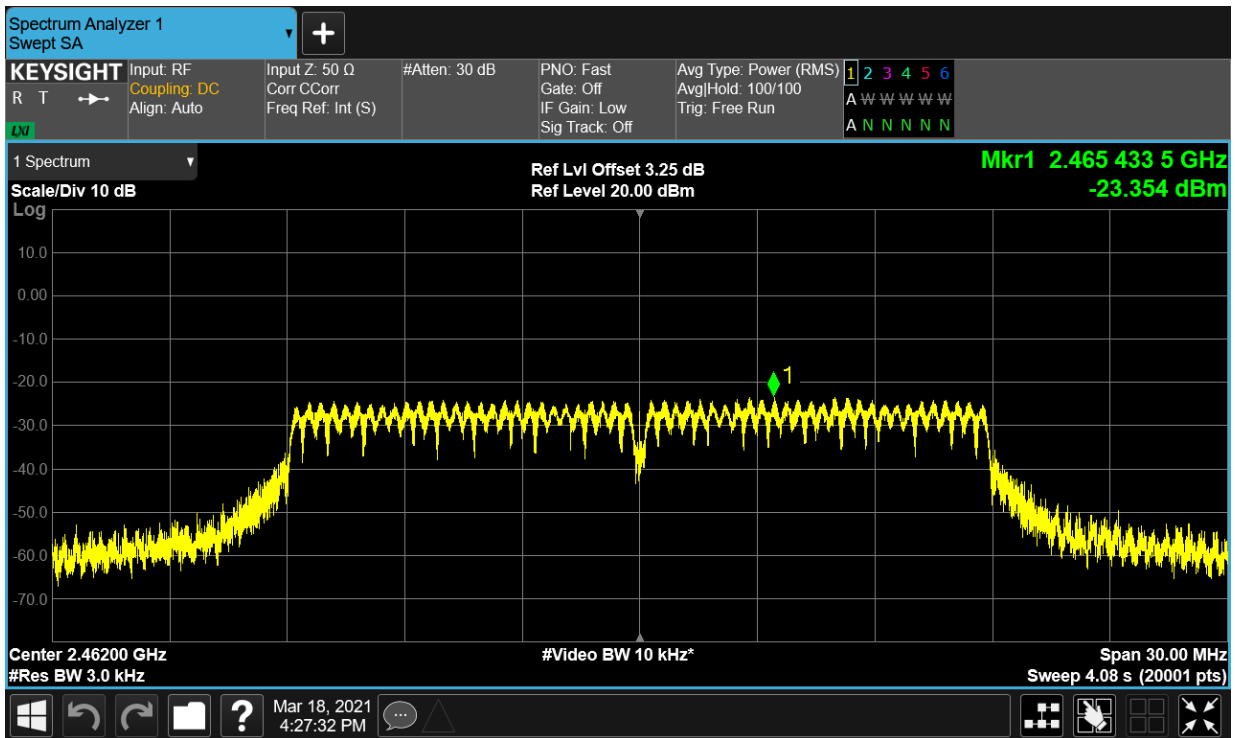 Spectrum Analyzer 1
Swept SA
▼
+
KEYSIGHT
R T
LXI
Input: RF
Coupling: DC
Align: Auto
Input Z: 50 Ω
Corr CCorr
Freq Ref: Int (S)
#Atten: 30 dB
PNO: Fast
Gate: Off
IF Gain: Low
Sig Track: Off
Avg Type: Power (RMS)
Avg|Hold: 100/100
Trig: Free Run
1 2 3 4 5 6
A W W W W W
A N N N N N
1 Spectrum ▼
Scale/Div 10 dB
Log
Ref Lvl Offset 3.25 dB
Ref Level 20.00 dBm
Mkr1 2.465 433 5 GHz
-23.354 dBm
10.0
0.00
-10.0
-20.0
-30.0
-40.0
-50.0
-60.0
-70.0
1
Center 2.46200 GHz
#Res BW 3.0 kHz
#Video BW 10 kHz*
Span 30.00 MHz
Sweep 4.08 s (20001 pts)
?
Mar 18, 2021
4:27:32 PM